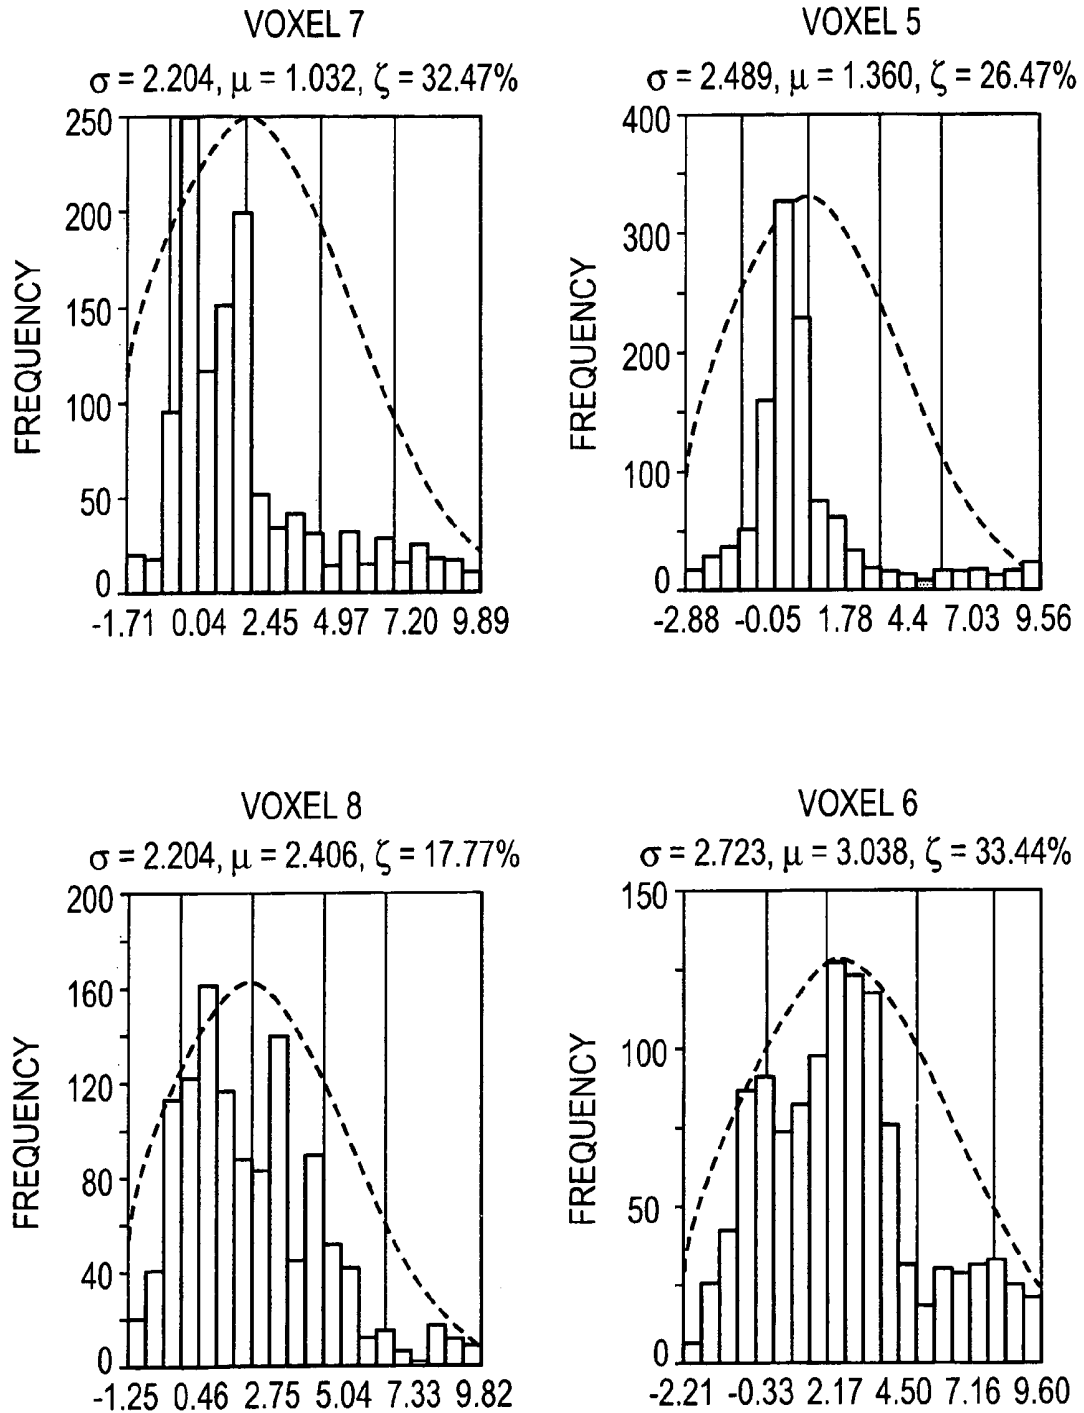 VOXEL 7
σ = 2.204, μ = 1.032, ζ = 32.47%
FREQUENCY
250
200
150
100
50
0
-1.71 0.04 2.45 4.97 7.20 9.89
VOXEL 5
σ = 2.489, μ = 1.360, ζ = 26.47%
FREQUENCY
400
300
200
100
0
-2.88 -0.05 1.78 4.4 7.03 9.56
VOXEL 8
σ = 2.204, μ = 2.406, ζ = 17.77%
FREQUENCY
200
160
120
80
40
0
-1.25 0.46 2.75 5.04 7.33 9.82
VOXEL 6
σ = 2.723, μ = 3.038, ζ = 33.44%
FREQUENCY
150
100
50
0
-2.21 -0.33 2.17 4.50 7.16 9.60